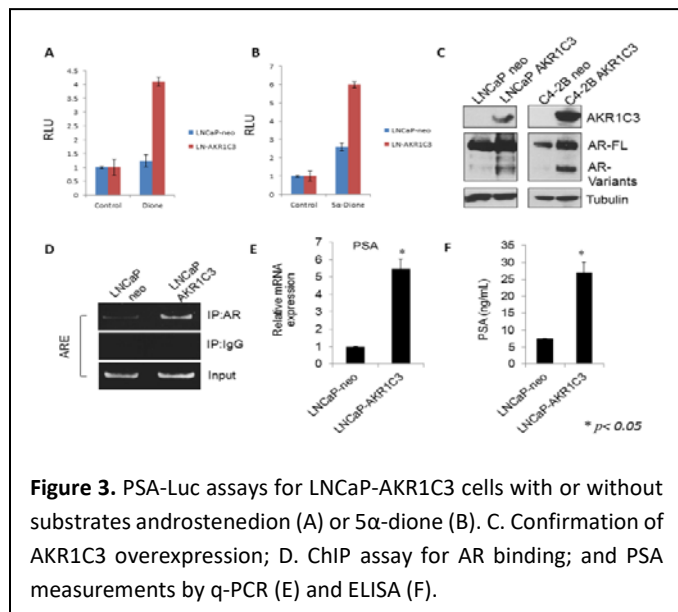 A
B
C
RLU
4.5
4
3.5
3
2.5
2
1.5
1
0.5
Control
Dione
LNCaP-neo
LN-AKR1C3
RLU
7
6
5
4
3
2
1
0
Control
5α-Dione
LNCaP-neo
LN-AKR1C3
LNCaP neo
LNCaP AKR1C3
C4-2B neo
C4-2B AKR1C3
AKR1C3
AR-FL
AR-
Variants
Tubulin
D
LNCaP
neo
LNCaP
AKR1C3
ARE
IP:AR
IP:IgG
Input
E
PSA
Relative mRNA
expression
7
6
5
4
3
2
1
0
*
LNCaP-neo
LNCaP-AKR1C3
F
PSA (ng/mL)
35
30
25
20
15
10
5
0
*
LNCaP-neo
LNCaP-AKR1C3
* p< 0.05
Figure 3. PSA-Luc assays for LNCaP-AKR1C3 cells with or without
substrates androstenedion (A) or 5α-dione (B). C. Confirmation of
AKR1C3 overexpression; D. ChIP assay for AR binding; and PSA
measurements by q-PCR (E) and ELISA (F).